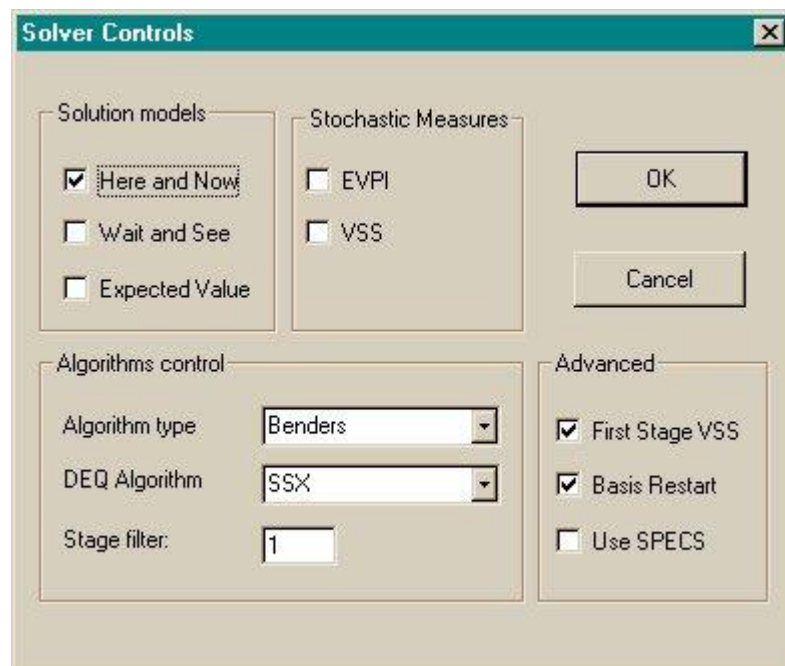 Solver Controls
Solution models
Here and Now
Wait and See
Expected Value
Stochastic Measures
EVPI
VSS
OK
Cancel
Algorithms control
Algorithm type
Benders
DEQ Algorithm
SSX
Stage filter:
1
Advanced
First Stage VSS
Basis Restart
Use SPECS